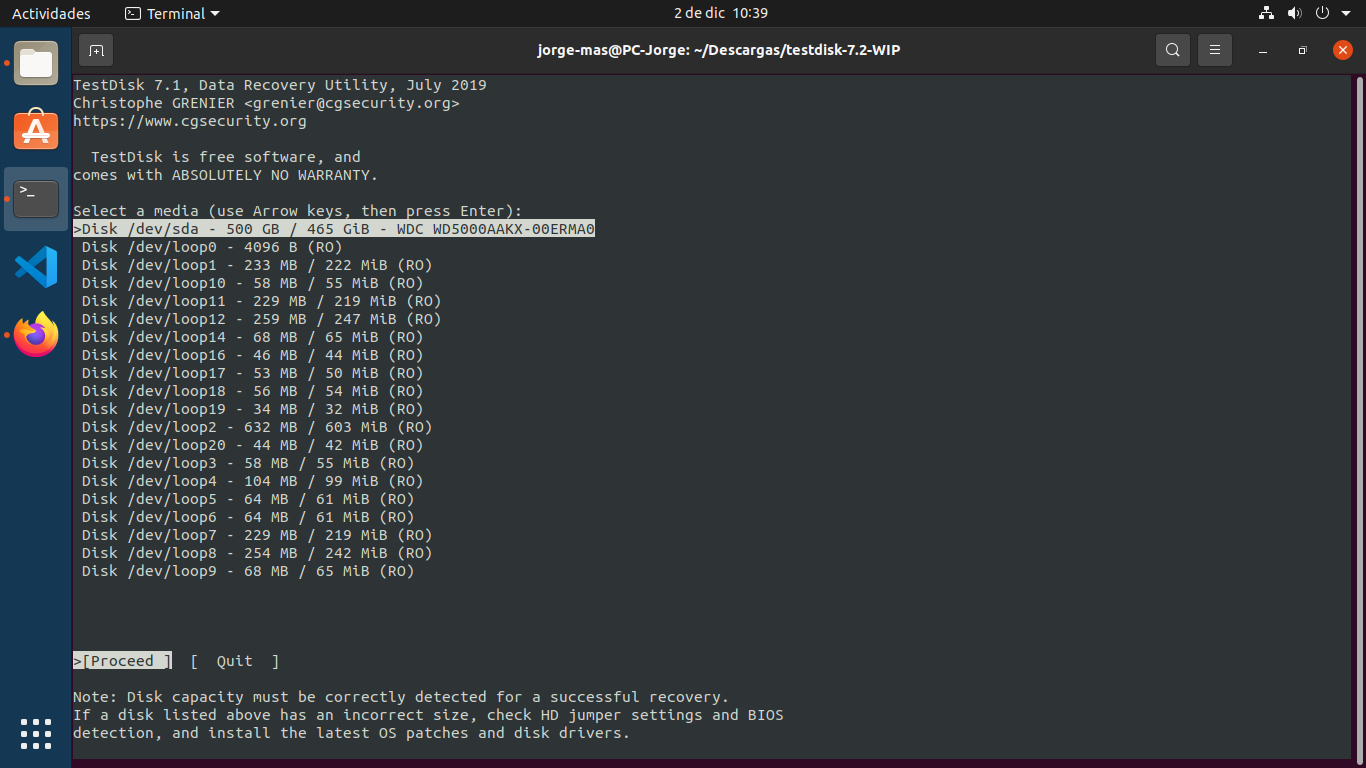 Actividades Terminal 2 de dic 10:39
jorge-mas@PC-Jorge: ~/Descargas/testdisk-7.2-WIP
TestDisk 7.1, Data Recovery Utility, July 2019
Christophe GRENIER <grenier@cgsecurity.org>
https://www.cgsecurity.org
TestDisk is free software, and
comes with ABSOLUTELY NO WARRANTY.
Select a media (use Arrow keys, then press Enter):
>Disk /dev/sda - 500 GB / 465 GiB - WDC WD5000AAKX-00ERMA0
Disk /dev/loop0 - 4096 B (RO)
Disk /dev/loop1 - 233 MB / 222 MiB (RO)
Disk /dev/loop10 - 58 MB / 55 MiB (RO)
Disk /dev/loop11 - 229 MB / 219 MiB (RO)
Disk /dev/loop12 - 259 MB / 247 MiB (RO)
Disk /dev/loop14 - 68 MB / 65 MiB (RO)
Disk /dev/loop16 - 46 MB / 44 MiB (RO)
Disk /dev/loop17 - 53 MB / 50 MiB (RO)
Disk /dev/loop18 - 56 MB / 54 MiB (RO)
Disk /dev/loop19 - 34 MB / 32 MiB (RO)
Disk /dev/loop2 - 632 MB / 603 MiB (RO)
Disk /dev/loop20 - 44 MB / 42 MiB (RO)
Disk /dev/loop3 - 58 MB / 55 MiB (RO)
Disk /dev/loop4 - 104 MB / 99 MiB (RO)
Disk /dev/loop5 - 64 MB / 61 MiB (RO)
Disk /dev/loop6 - 64 MB / 61 MiB (RO)
Disk /dev/loop7 - 229 MB / 219 MiB (RO)
Disk /dev/loop8 - 254 MB / 242 MiB (RO)
Disk /dev/loop9 - 68 MB / 65 MiB (RO)
>[Proceed ]  [  Quit  ]
Note: Disk capacity must be correctly detected for a successful recovery.
If a disk listed above has an incorrect size, check HD jumper settings and BIOS
detection, and install the latest OS patches and disk drivers.